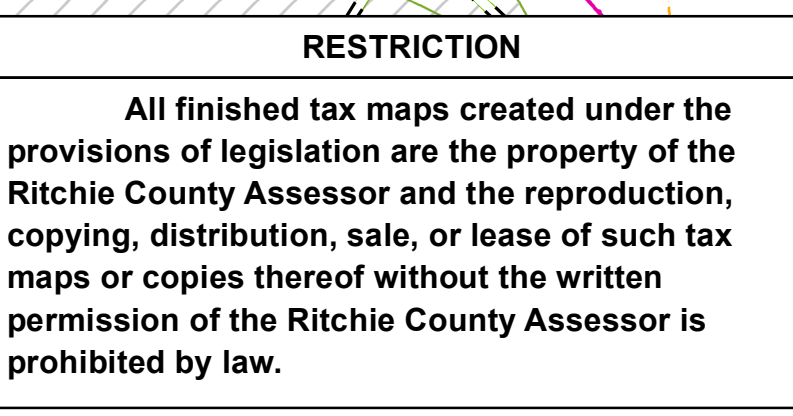 RESTRICTION
All finished tax maps created under the
provisions of legislation are the property of the
Ritchie County Assessor and the reproduction,
copying, distribution, sale, or lease of such tax
maps or copies thereof without the written
permission of the Ritchie County Assessor is
prohibited by law.